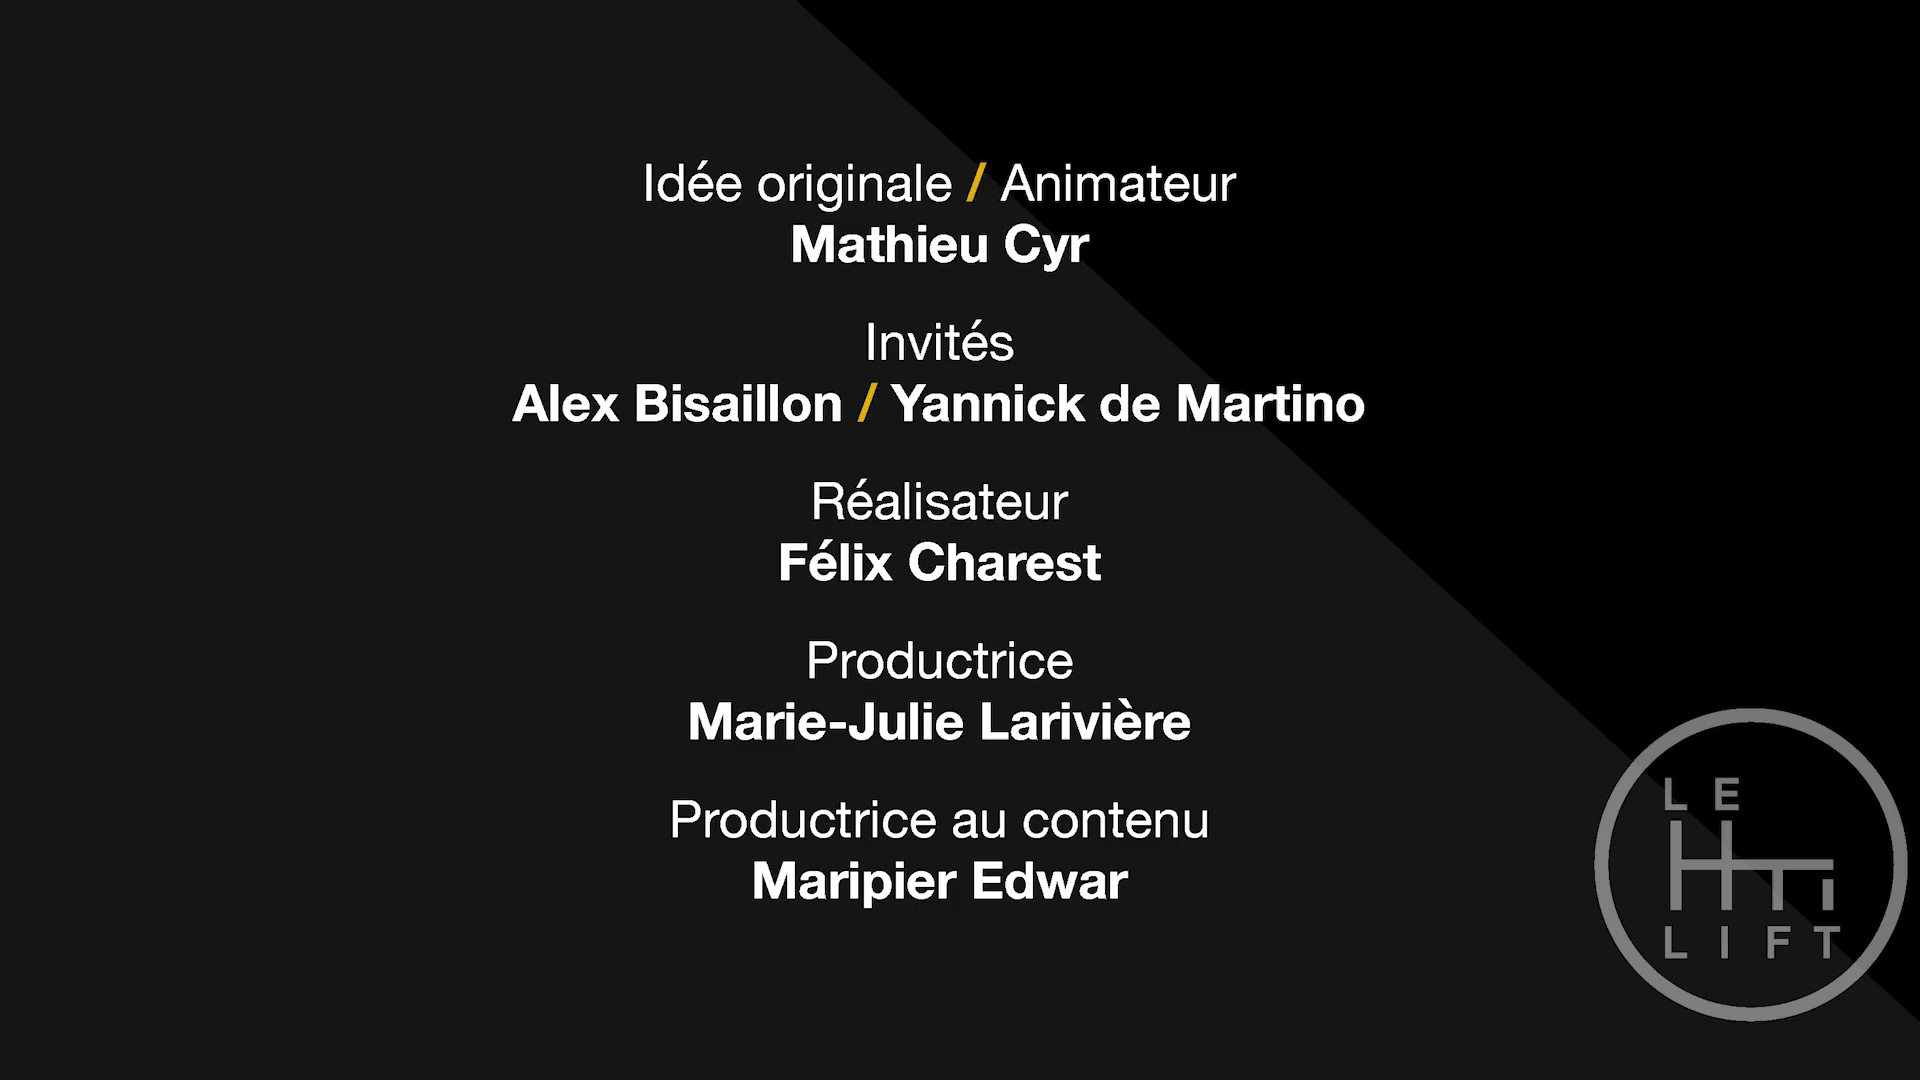 Idée originale / Animateur
Mathieu Cyr
Invités
Alex Bisaillon / Yannick de Martino
Réalisateur
Félix Charest
Productrice
Marie-Julie Larivière
Productrice au contenu
Maripier Edwar
LE
LIFT